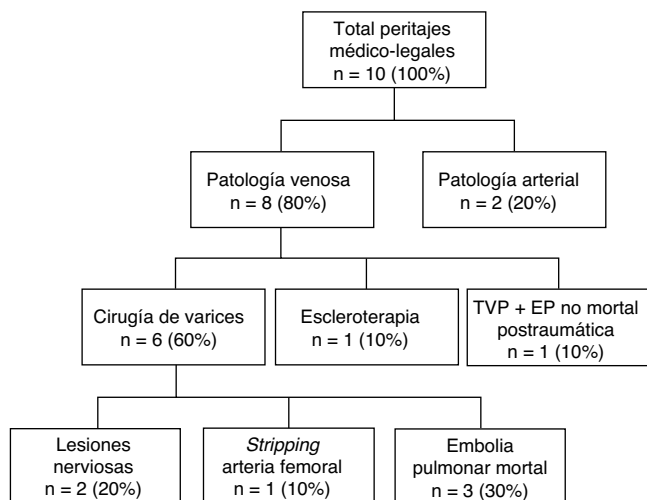 Total peritajes
médico-legales
n = 10 (100%)
Patología venosa
n = 8 (80%)
Patología arterial
n = 2 (20%)
Cirugía de varices
n = 6 (60%)
Escleroterapia
n = 1 (10%)
TVP + EP no mortal
postraumática
n = 1 (10%)
Lesiones
nerviosas
n = 2 (20%)
Stripping
arteria femoral
n = 1 (10%)
Embolia
pulmonar mortal
n = 3 (30%)